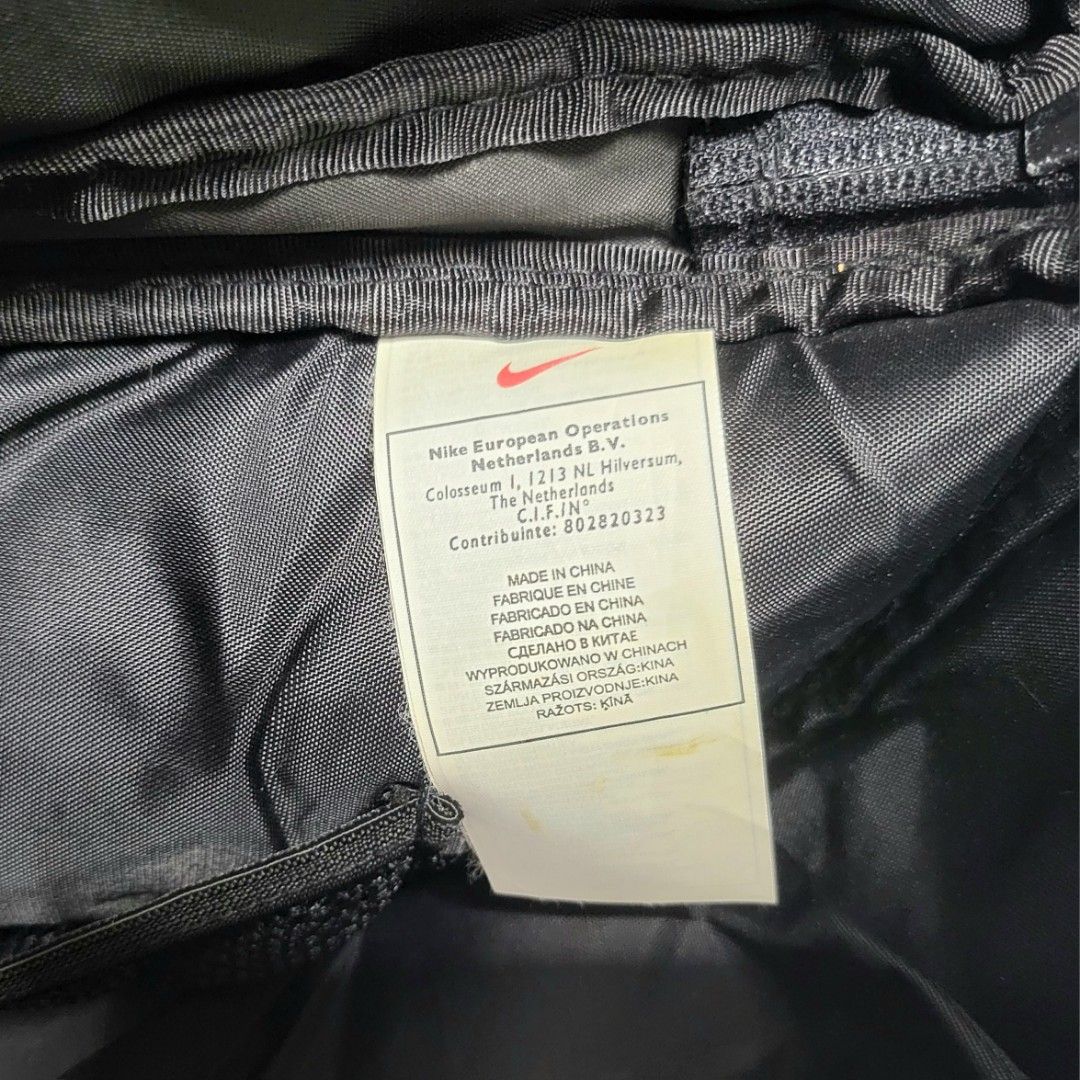 Nike European Operations
Netherlands B.V.
Colosseum 1, 1213 NL Hilversum,
The Netherlands
C.I.F./N°
Contribuinte: 802820323
MADE IN CHINA
FABRIQUE EN CHINE
FABRICADO EN CHINA
FABRICADO NA CHINA
СДЕЛАНО В КИТАЕ
WYPRODUKOWANO W CHINACH
SZÁRMAZÁSI ORSZÁG:KINA
ZEMLJA PROIZVODNJE:KINA
RAŽOTS: ĶĪNĀ